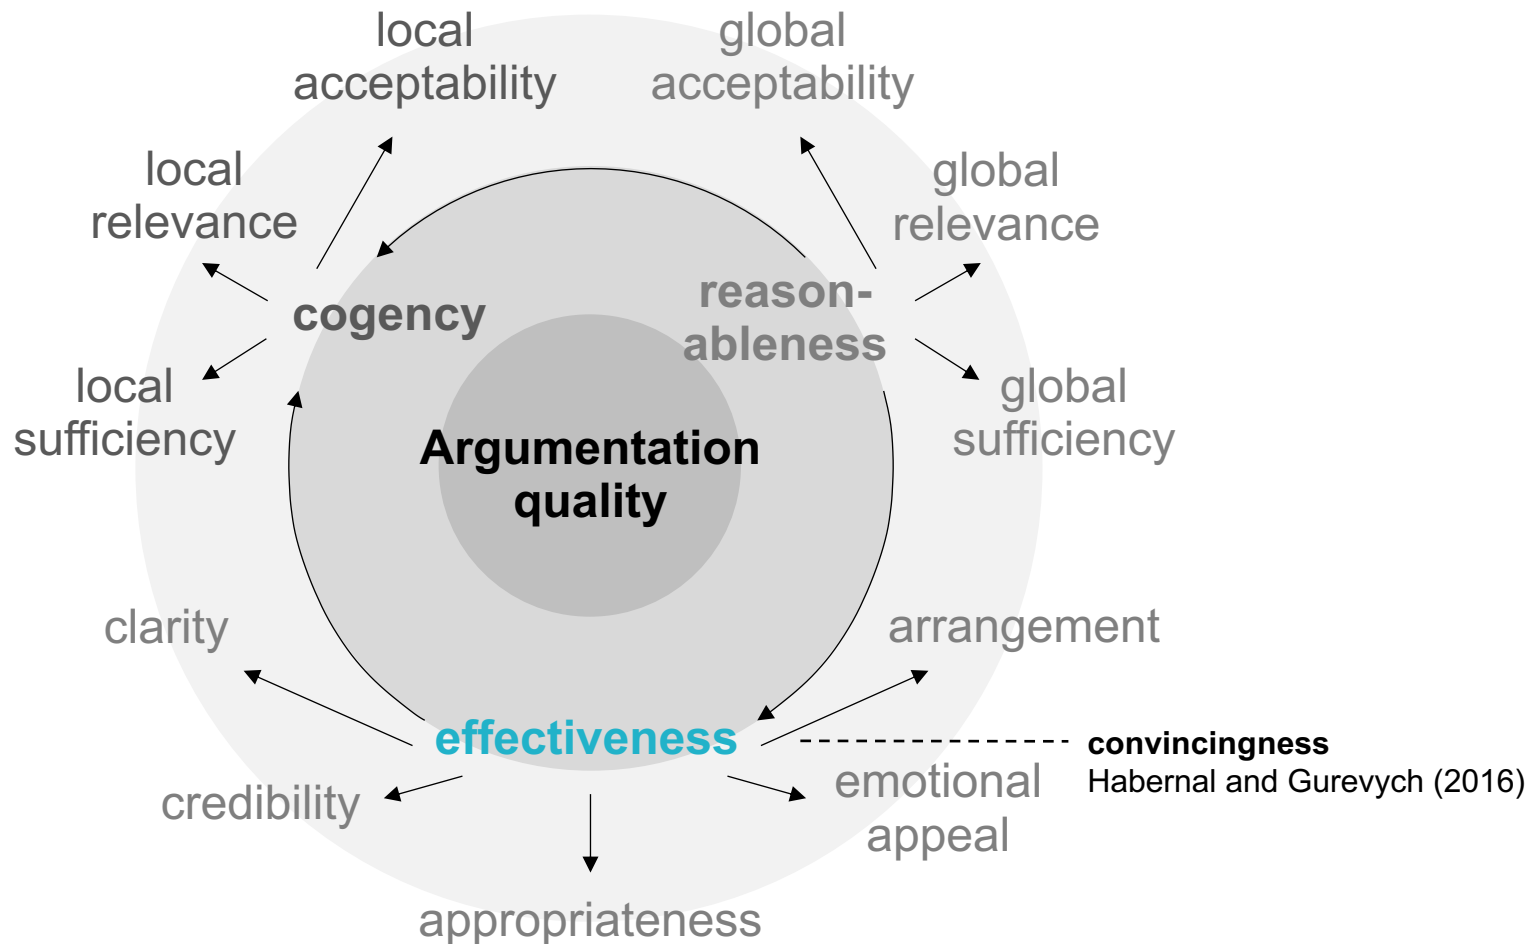 local
acceptability
global
acceptability
local
relevance
global
relevance
cogency
reason-
ableness
local
sufficiency
global
sufficiency
Argumentation
quality
clarity
arrangement
effectiveness
convincingness
Habernal and Gurevych (2016)
credibility
emotional
appeal
appropriateness